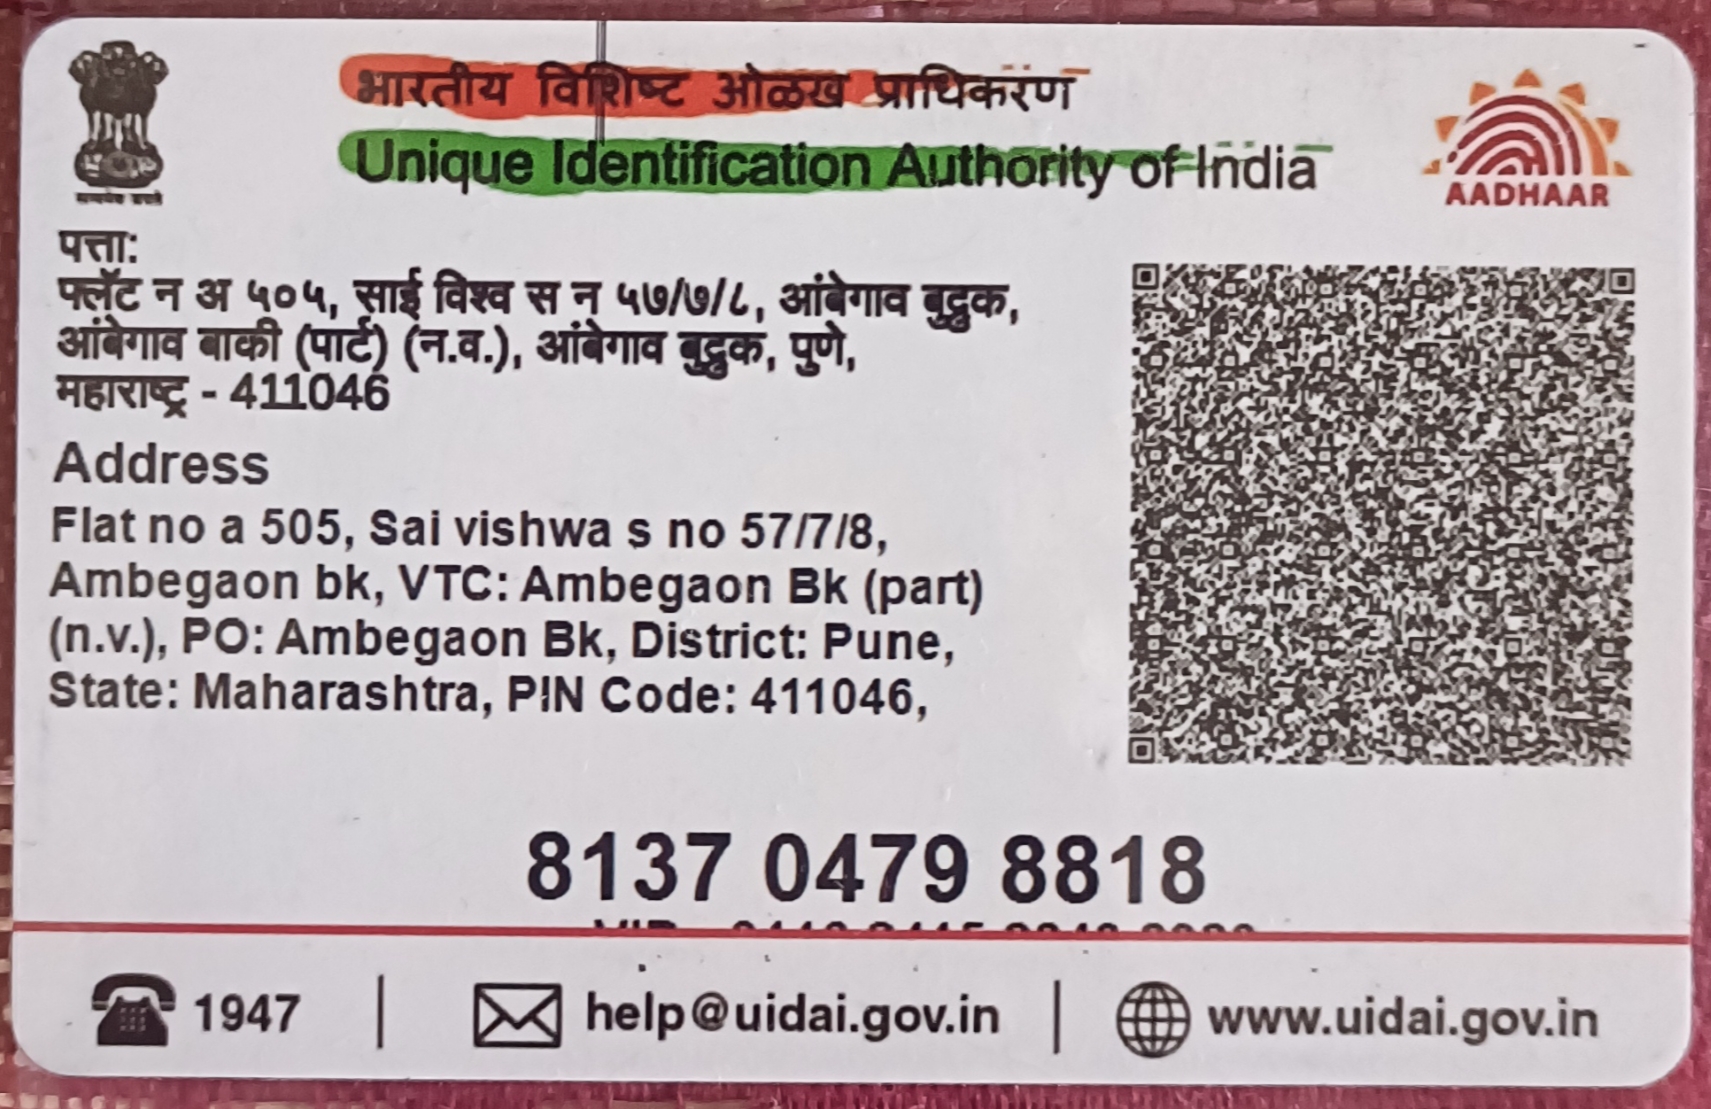 भारतीय विशिष्ट ओळख प्राधिकरण
Unique Identification Authority of India
AADHAAR
पत्ता:
फ्लॅट न अ ५०५, साई विश्व स न ५७/७/८, आंबेगाव बुद्रुक,
आंबेगाव बाकी (पार्ट) (न.व.), आंबेगाव बुद्रुक, पुणे,
महाराष्ट्र - 411046
Address
Flat no a 505, Sai vishwa s no 57/7/8,
Ambegaon bk, VTC: Ambegaon Bk (part)
(n.v.), PO: Ambegaon Bk, District: Pune,
State: Maharashtra, PIN Code: 411046,
8137 0479 8818
1947 | help@uidai.gov.in | www.uidai.gov.in